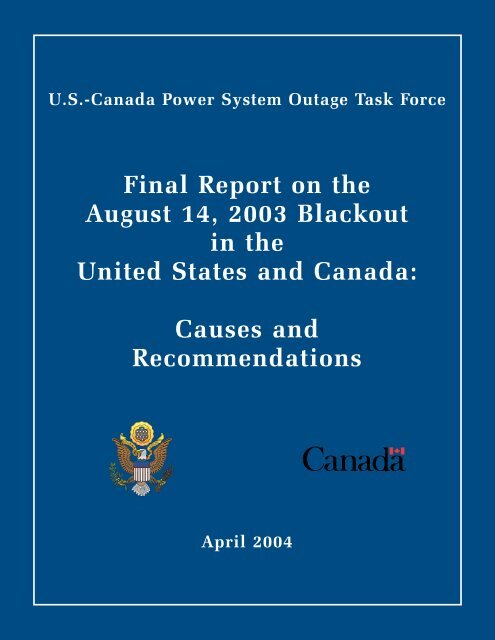 U.S.-Canada Power System Outage Task Force
Final Report on the
August 14, 2003 Blackout
in the
United States and Canada:
Causes and
Recommendations
Canada
April 2004